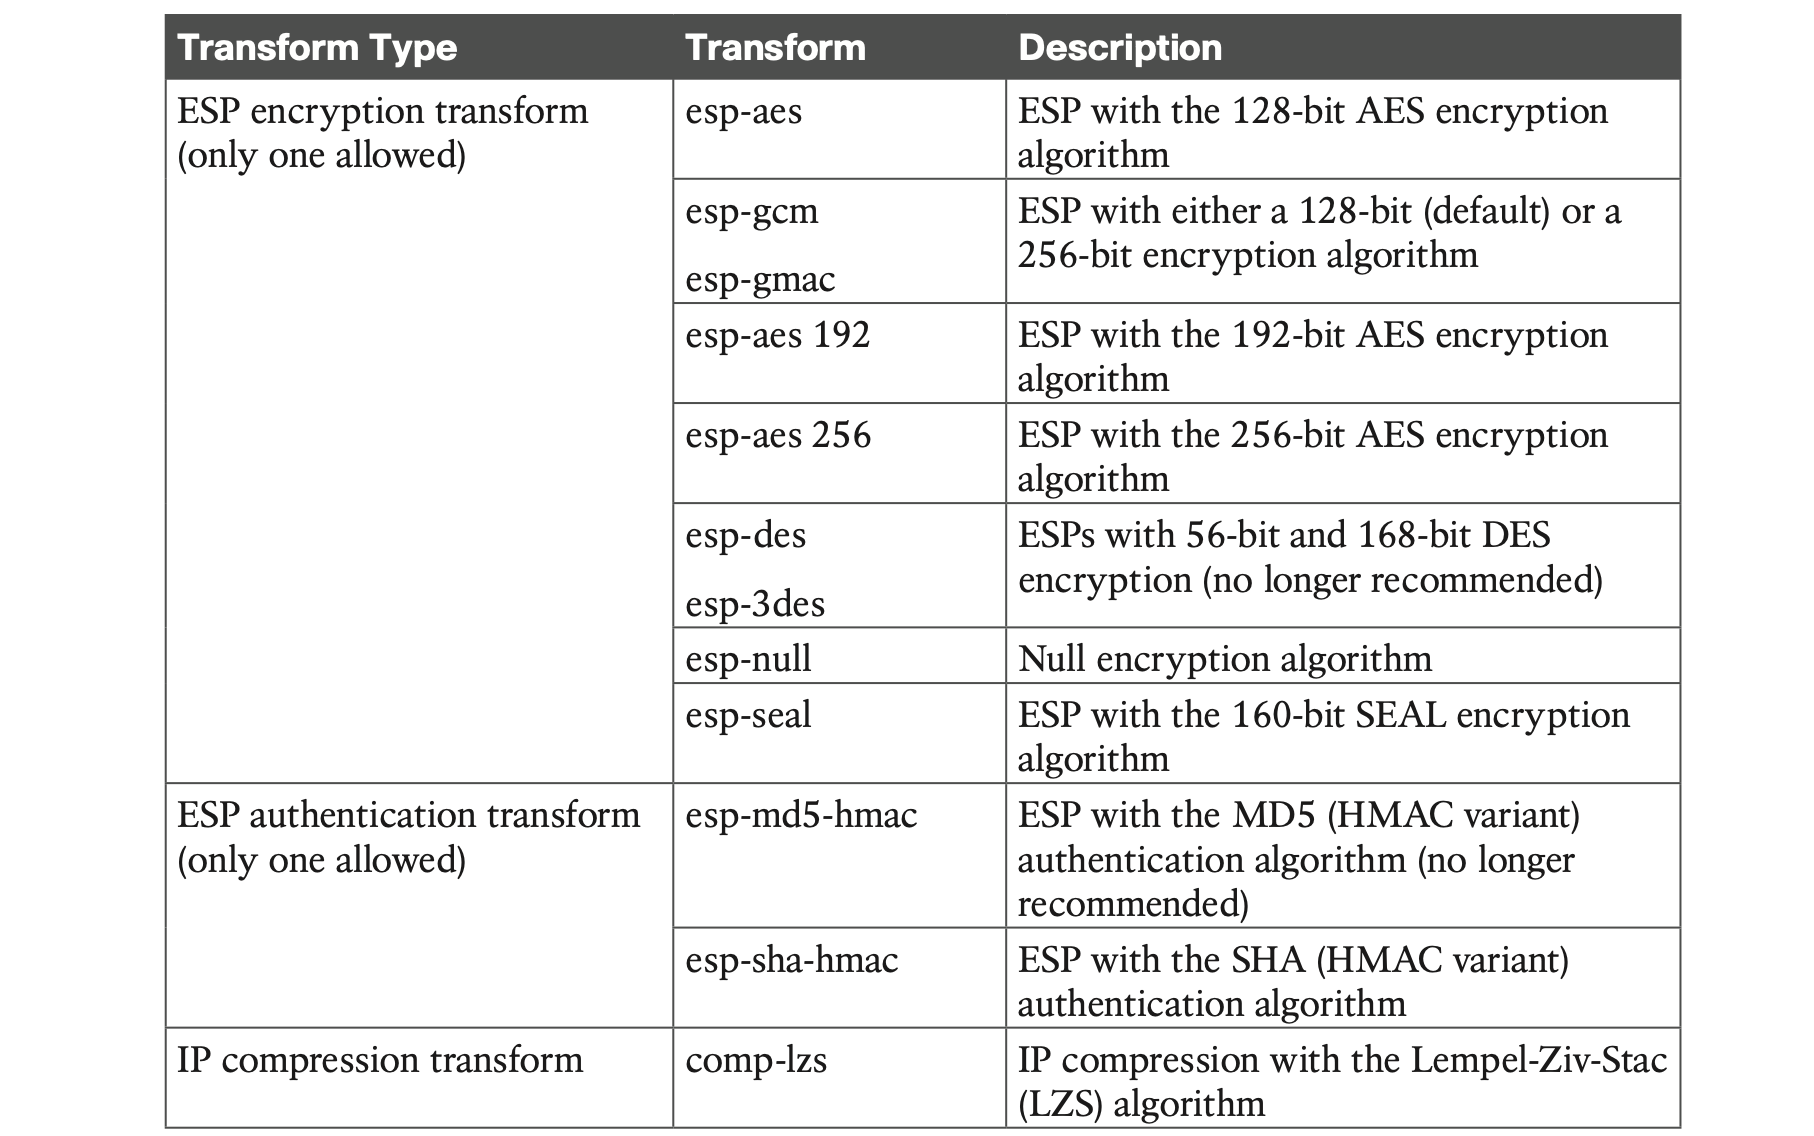 Transform Type Transform Description
ESP encryption transform
(only one allowed)
esp-aes
ESP with the 128-bit AES encryption
algorithm
esp-gcm
esp-gmac
ESP with either a 128-bit (default) or a
256-bit encryption algorithm
esp-aes 192
ESP with the 192-bit AES encryption
algorithm
esp-aes 256
ESP with the 256-bit AES encryption
algorithm
esp-des
esp-3des
ESPs with 56-bit and 168-bit DES
encryption (no longer recommended)
esp-null
Null encryption algorithm
esp-seal
ESP with the 160-bit SEAL encryption
algorithm
ESP authentication transform
(only one allowed)
esp-md5-hmac
ESP with the MD5 (HMAC variant)
authentication algorithm (no longer
recommended)
esp-sha-hmac
ESP with the SHA (HMAC variant)
authentication algorithm
IP compression transform
comp-lzs
IP compression with the Lempel-Ziv-Stac
(LZS) algorithm